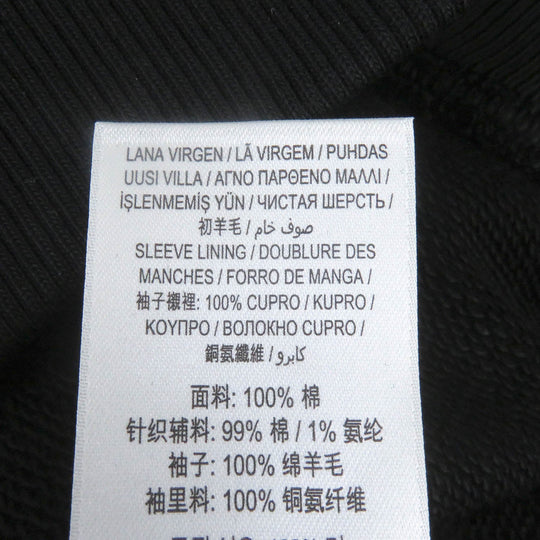 LANA VIRGEN / LÃ VIRGEM / PUHDAS
UUSI VILLA / ΑΓΝΟ ΠΑΡΘΕΝΟ ΜΑΛΛΙ /
İŞLENMEMİŞ YÜN / ЧИСТАЯ ШЕРСТЬ /
初羊毛 / صوف خام /
SLEEVE LINING / DOUBLURE DES
MANCHES / FORRO DE MANGA /
袖子襯裡: 100% CUPRO / KUPRO /
ΚΟΥΠΡΟ / ВОЛОКНО CUPRO /
銅氨纖維 / كابرو /
面料: 100% 棉
针织辅料: 99% 棉 / 1% 氨纶
袖子: 100% 绵羊毛
袖里料: 100% 铜氨纤维